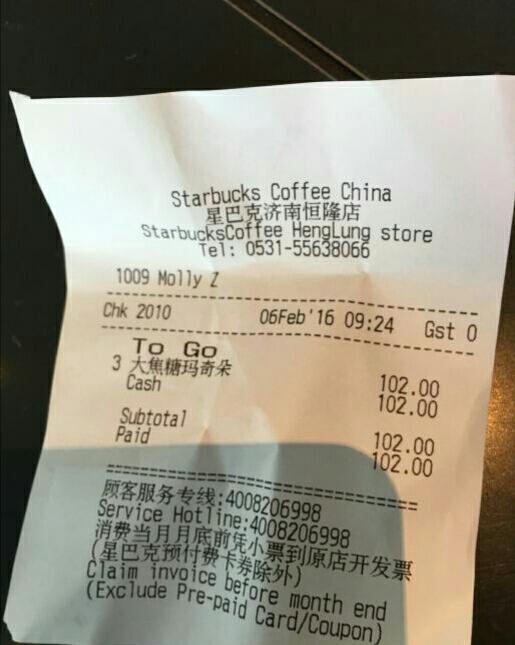 Starbucks Coffee China
星巴克济南恒隆店
StarbucksCoffee HengLung store
Tel: 0531-55638066
1009 Molly Z
Chk 2010 06Feb'16 09:24 Gst 0
To Go
3 大焦糖玛奇朵 102.00
Cash 102.00
Subtotal 102.00
Paid 102.00
顾客服务专线:4008206998
Service Hotline:4008206998
消费当月月底前凭小票到原店开发票
(星巴克预付费卡券除外)
Claim invoice before month end
(Exclude Pre-paid Card/Coupon)